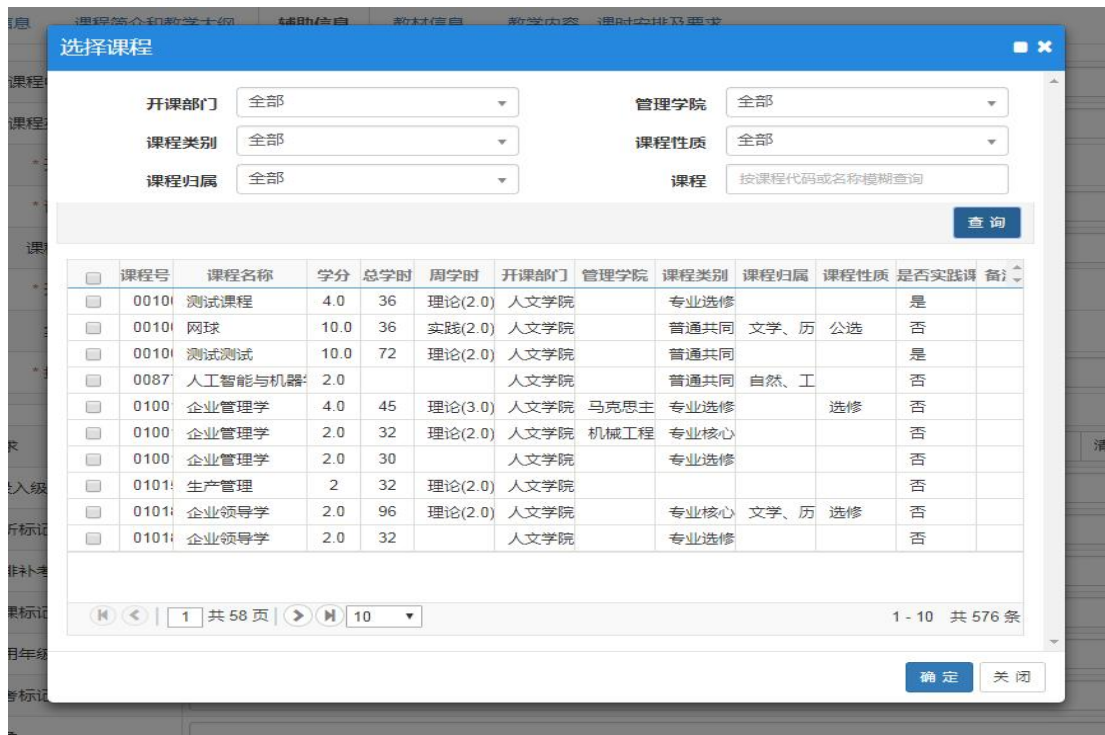 信息 课程简介和教学大纲 辅助信息 教材信息 教学内容、课时安排及要求
选择课程
开课部门 全部 管理学院 全部
课程类别 全部 课程性质 全部
课程归属 全部 课程 按课程代码或名称模糊查询
查 询
课程号 课程名称 学分 总学时 周学时 开课部门 管理学院 课程类别 课程归属 课程性质 是否实践课
0010 测试课程 4.0 36 理论(2.0) 人文学院 专业选修 是
0010 网球 10.0 36 实践(2.0) 人文学院 普通共同 文学、历 公选 否
0010 测试测试 10.0 72 理论(2.0) 人文学院 普通共同 是
0087 人工智能与机器 2.0 人文学院 普通共同 自然、工 否
0100 企业管理学 4.0 45 理论(3.0) 人文学院 马克思主 专业选修 选修 否
0100 企业管理学 2.0 32 理论(2.0) 人文学院 机械工程 专业核心 否
0100 企业管理学 2.0 30 人文学院 专业选修 否
0101 生产管理 2 32 理论(2.0) 人文学院 否
0101 企业领导学 2.0 96 理论(2.0) 人文学院 专业核心 文学、历 选修 否
0101 企业领导学 2.0 32 人文学院 专业选修 否
1 共 58 页 10 1 - 10 共 576 条
确 定 关 闭